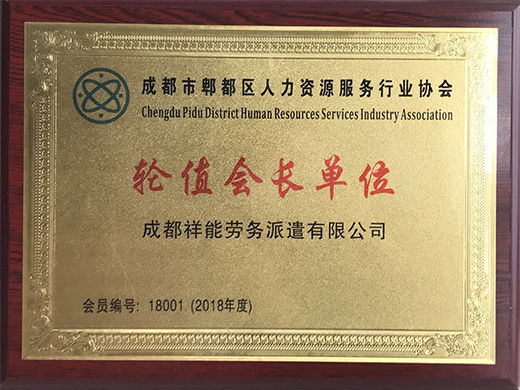 成都市郫都区人力资源服务行业协会
Chengdu Pidu District Human Resources Services Industry Association
轮值会长单位
成都祥能劳务派遣有限公司
会员编号: 18001 (2018年度)